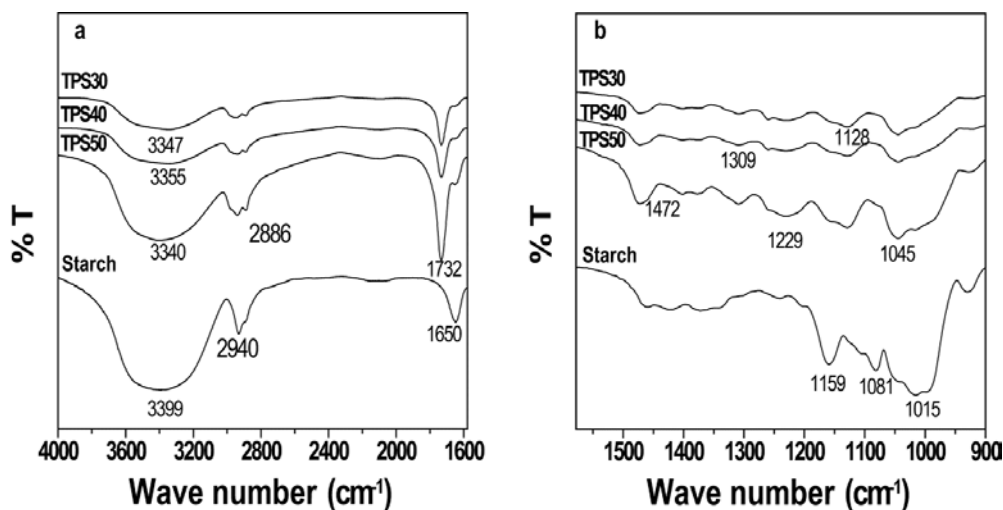 a
TPS30
TPS40
3347
TPS50
3355
2886
3340
Starch
1732
1650
2940
3399
% T
4000 3600 3200 2800 2400 2000 1600
Wave number (cm-1)
b
TPS30
TPS40
1128
TPS50
1309
1472
1229
1045
Starch
1159
1081
1015
% T
1500 1400 1300 1200 1100 1000 900
Wave number (cm-1)